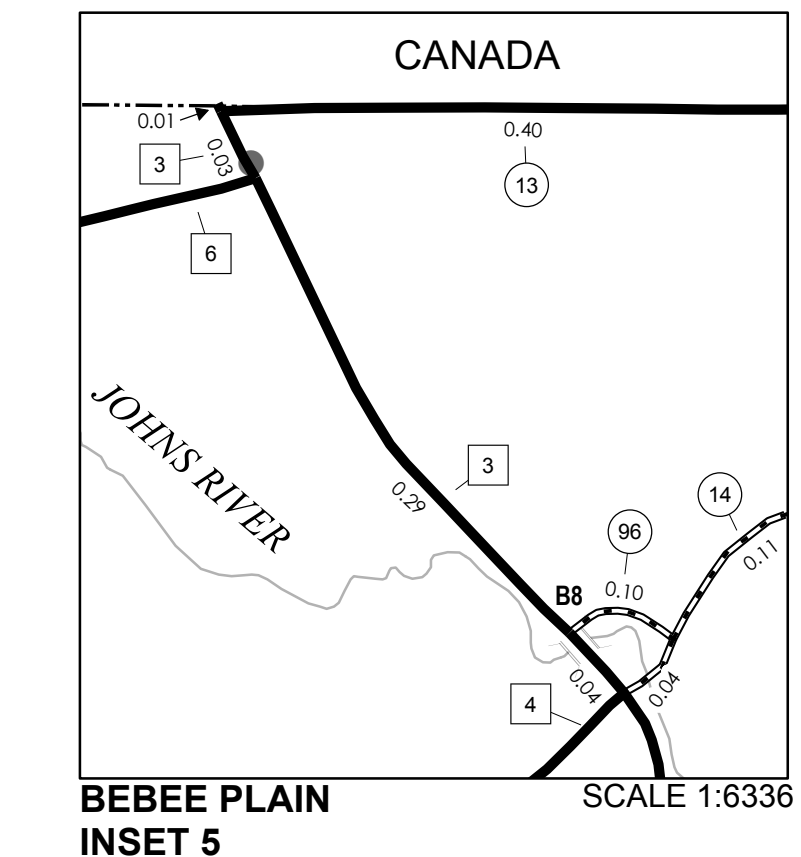 CANADA
0.01
0.40
3
0.03
13
6
JOHNS RIVER
3
0.29
14
96
0.11
B8
0.10
0.04
0.04
4
BEBEE PLAIN
SCALE 1:6336
INSET 5